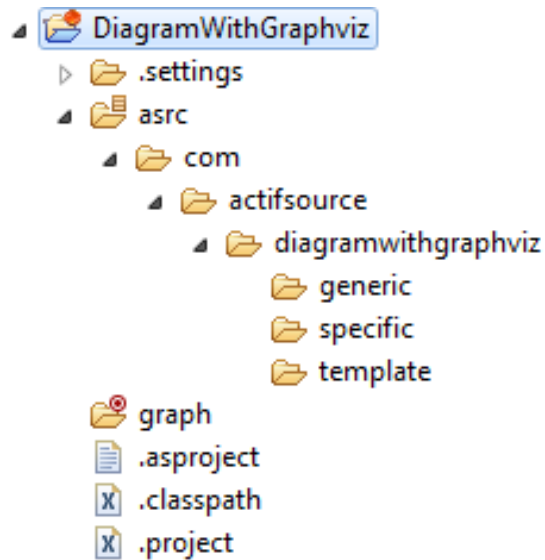 DiagramWithGraphviz
.settings
asrc
com
actifsource
diagramwithgraphviz
generic
specific
template
graph
.asproject
.classpath
.project